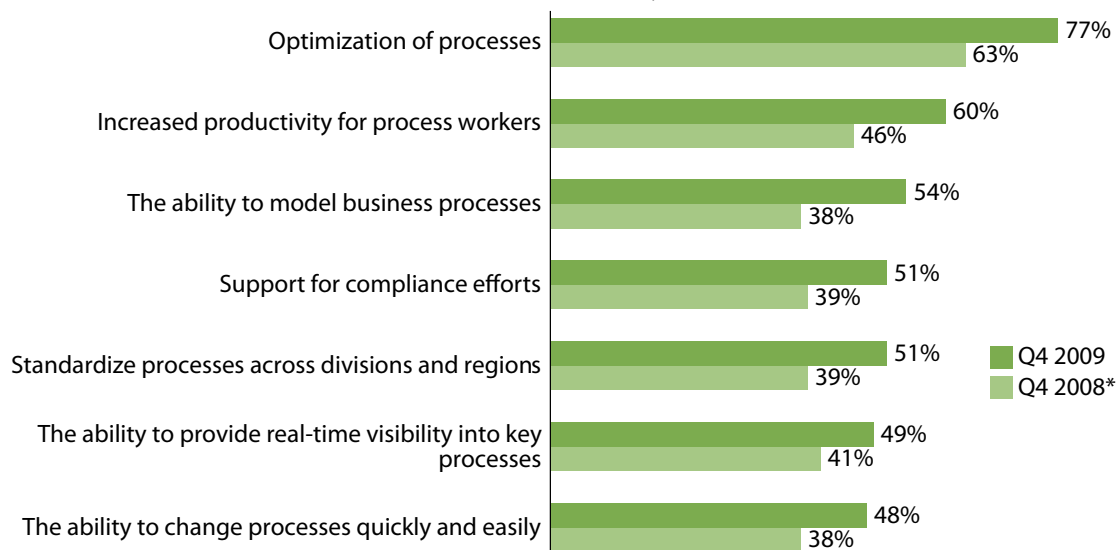 Optimization of processes
77%
63%
Increased productivity for process workers
60%
46%
The ability to model business processes
54%
38%
Support for compliance efforts
51%
39%
Standardize processes across divisions and regions
51%
39%
Q4 2009
Q4 2008*
The ability to provide real-time visibility into key
processes
49%
41%
The ability to change processes quickly and easily
48%
38%